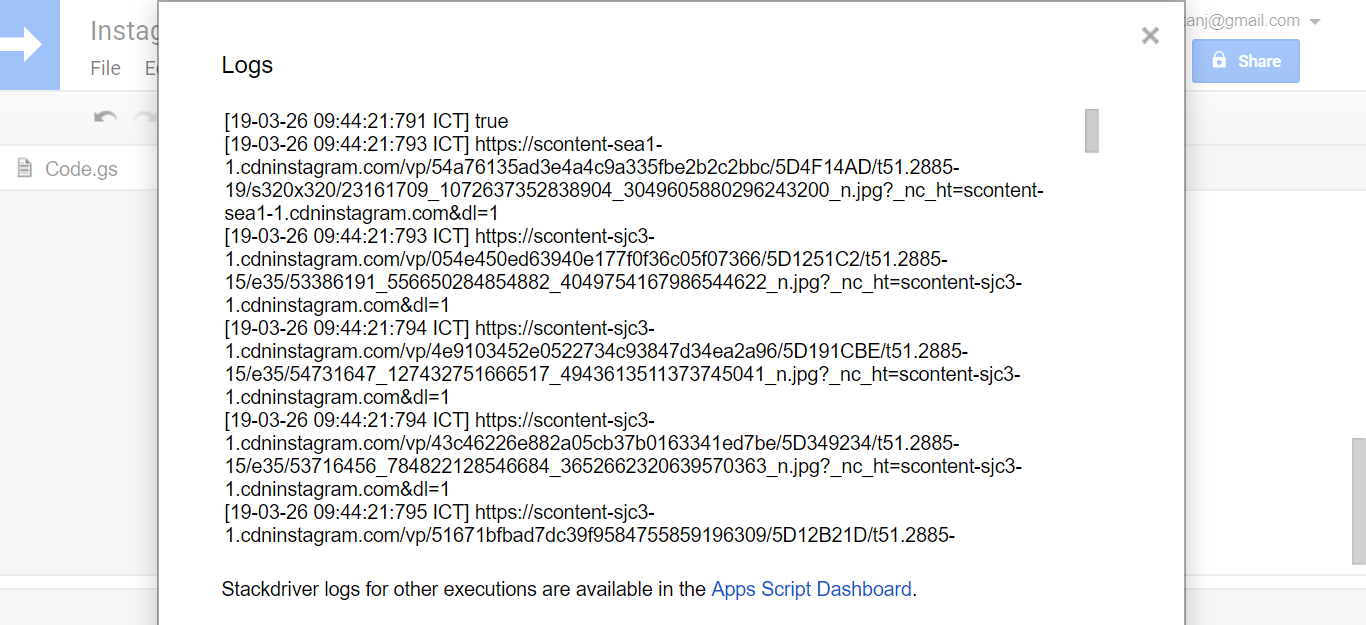 Instag
anj@gmail.com
File
Share
Logs
Code.gs
[19-03-26 09:44:21:791 ICT] true
[19-03-26 09:44:21:793 ICT] https://scontent-sea1-
1.cdninstagram.com/vp/54a76135ad3e4a4c9a335fbe2b2c2bbc/5D4F14AD/t51.2885-
19/s320x320/23161709_1072637352838904_3049605880296243200_n.jpg?_nc_ht=scontent-
sea1-1.cdninstagram.com&dl=1
[19-03-26 09:44:21:793 ICT] https://scontent-sjc3-
1.cdninstagram.com/vp/054e450ed63940e177f0f36c05f07366/5D1251C2/t51.2885-
15/e35/53386191_556650284854882_4049754167986544622_n.jpg?_nc_ht=scontent-sjc3-
1.cdninstagram.com&dl=1
[19-03-26 09:44:21:794 ICT] https://scontent-sjc3-
1.cdninstagram.com/vp/4e9103452e0522734c93847d34ea2a96/5D191CBE/t51.2885-
15/e35/54731647_127432751666517_4943613511373745041_n.jpg?_nc_ht=scontent-sjc3-
1.cdninstagram.com&dl=1
[19-03-26 09:44:21:794 ICT] https://scontent-sjc3-
1.cdninstagram.com/vp/43c46226e882a05cb37b0163341ed7be/5D349234/t51.2885-
15/e35/53716456_784822128546684_3652662320639570363_n.jpg?_nc_ht=scontent-sjc3-
1.cdninstagram.com&dl=1
[19-03-26 09:44:21:795 ICT] https://scontent-sjc3-
1.cdninstagram.com/vp/51671bfbad7dc39f9584755859196309/5D12B21D/t51.2885-
Stackdriver logs for other executions are available in the Apps Script Dashboard.